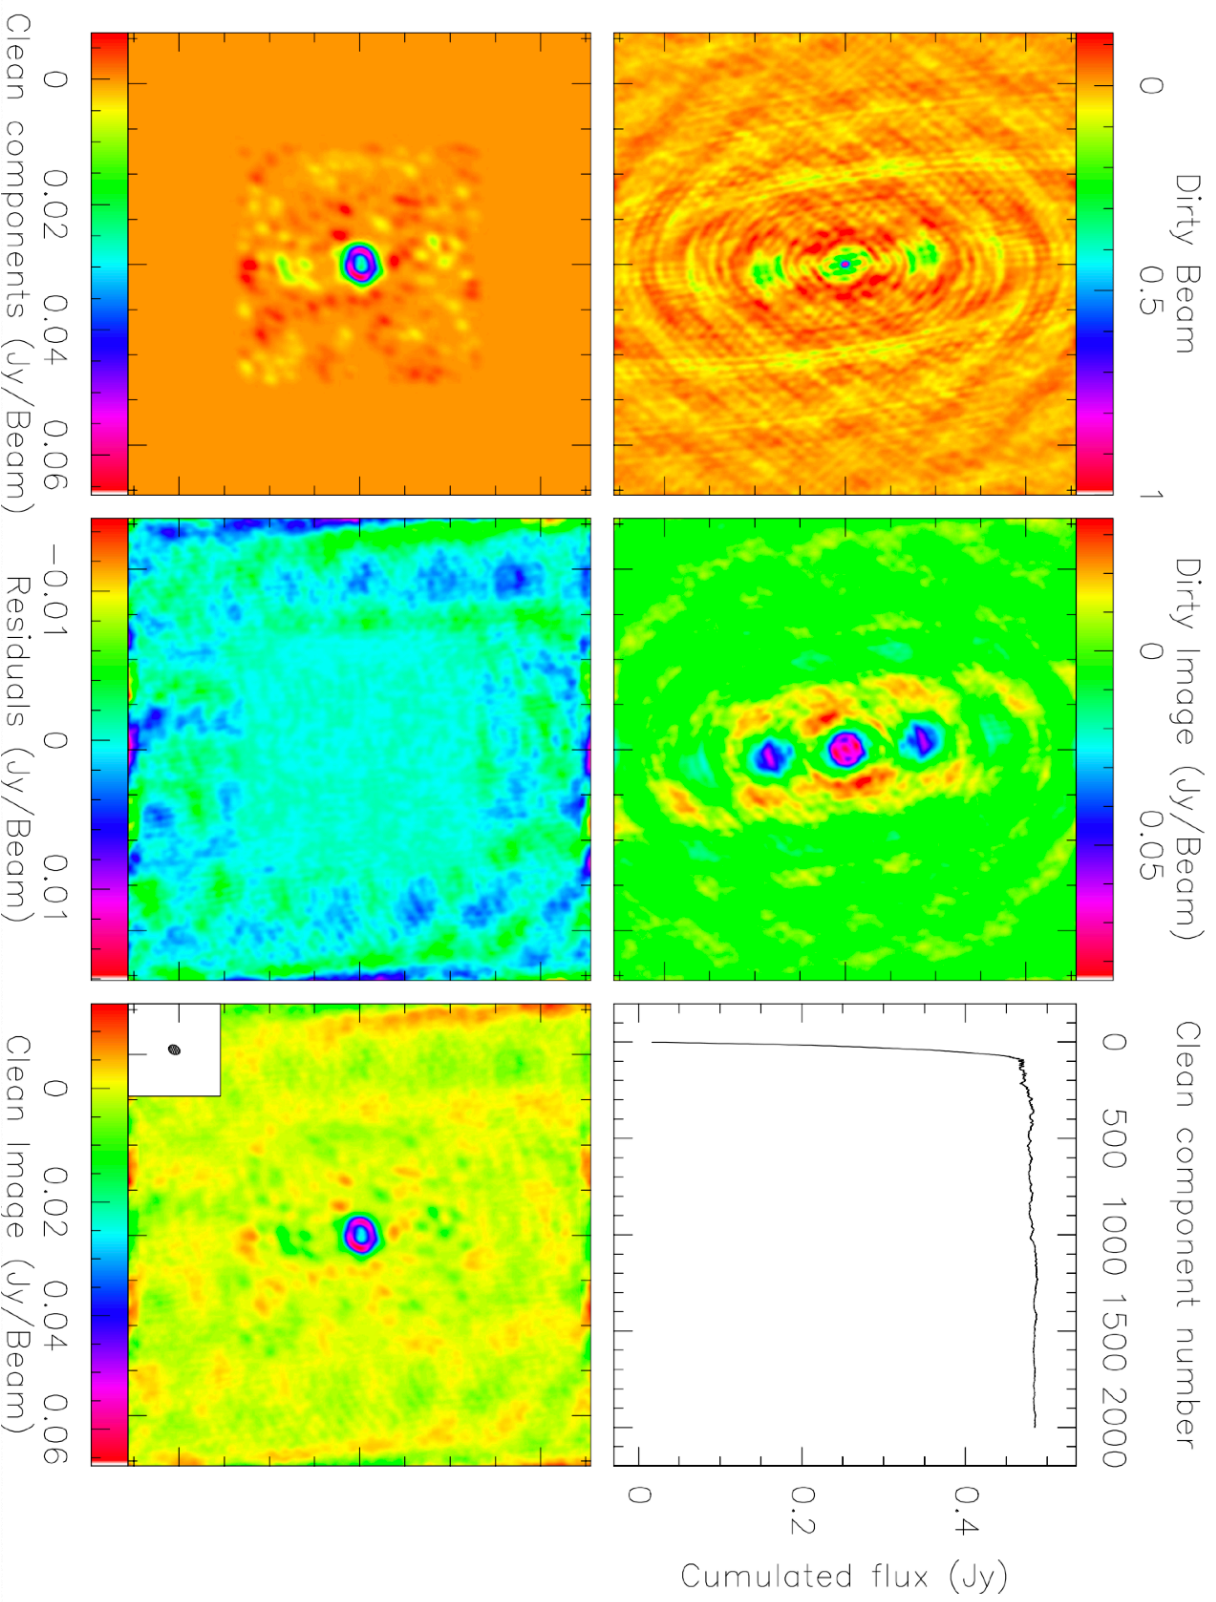 Dirty Beam
0 0.5 1
Dirty Image (Jy/Beam)
0 0.05
Clean component number
0 500 1000 1500 2000
0 0.2 0.4
Cumulated flux (Jy)
0 0.02 0.04 0.06
Clean components (Jy/Beam)
−0.01 0 0.01
Residuals (Jy/Beam)
0 0.02 0.04 0.06
Clean Image (Jy/Beam)